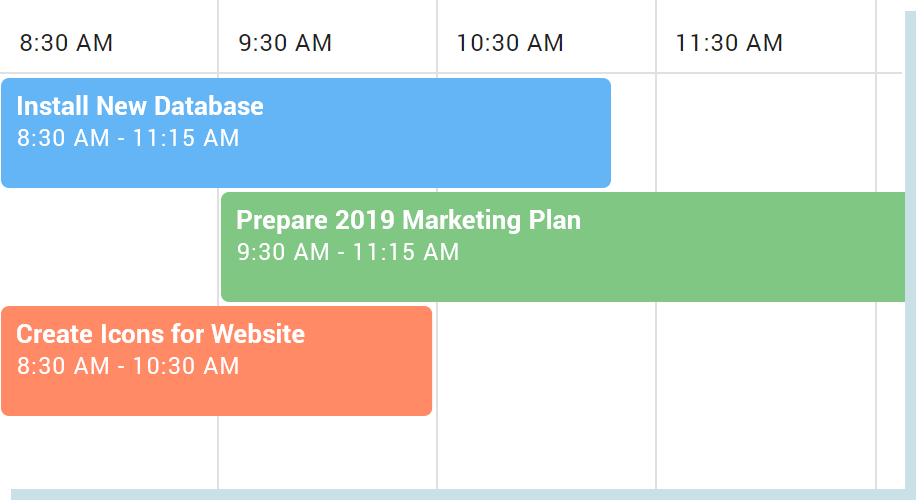 8:30 AM 9:30 AM 10:30 AM 11:30 AM
Install New Database
8:30 AM - 11:15 AM
Prepare 2019 Marketing Plan
9:30 AM - 11:15 AM
Create Icons for Website
8:30 AM - 10:30 AM